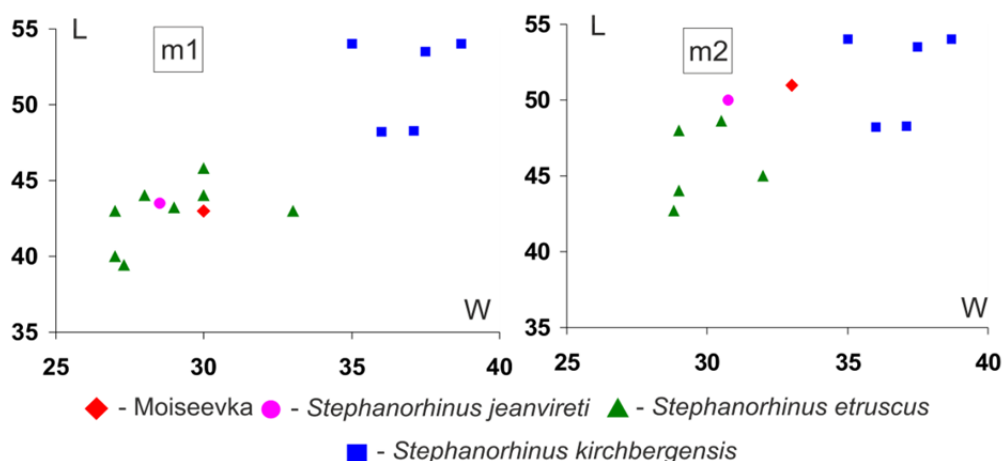 55 L
m1
50
45
40
W
35
25 30 35 40
55 L
m2
50
45
40
W
35
25 30 35 40
- Moiseevka - Stephanorhinus jeanvireti - Stephanorhinus etruscus
- Stephanorhinus kirchbergensis